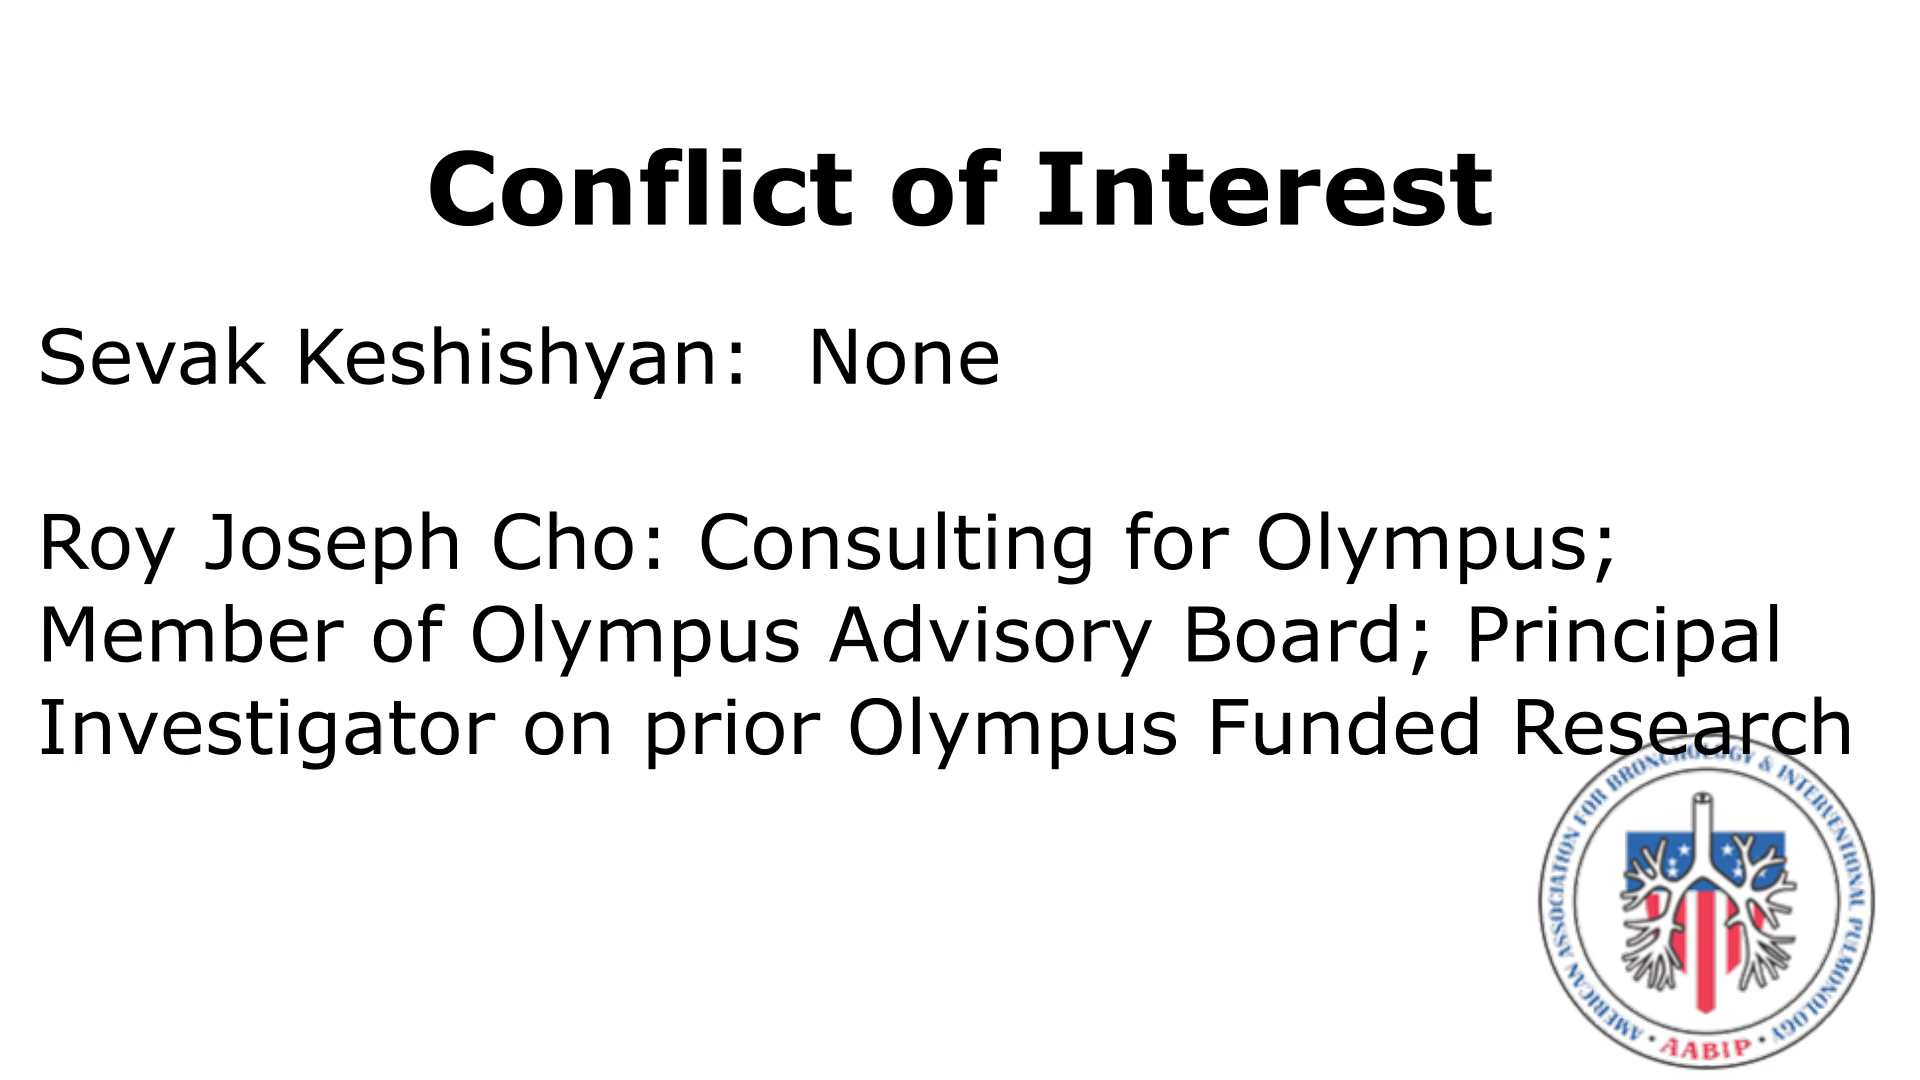 Conflict of Interest
Sevak Keshishyan:  None
Roy Joseph Cho: Consulting for Olympus;
Member of Olympus Advisory Board; Principal
Investigator on prior Olympus Funded Research
AMERICAN ASSOCIATION FOR BRONCHOLOGY & INTERVENTIONAL PULMONOLOGY
• AABIP •